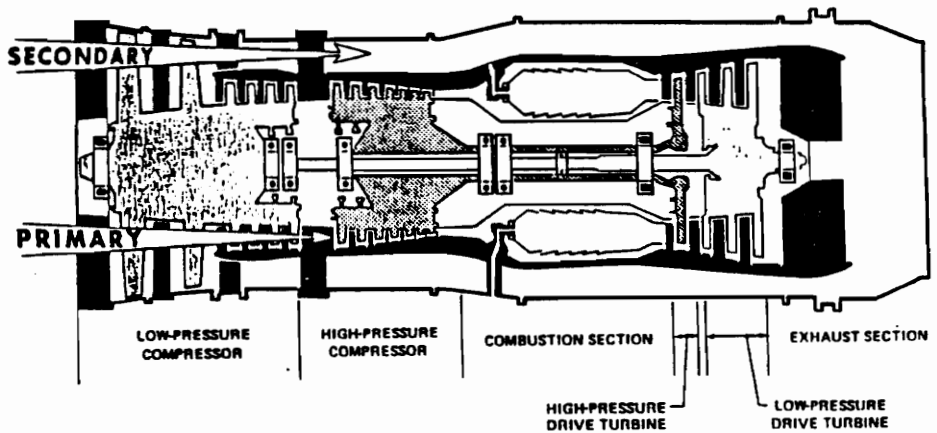 SECONDARY
PRIMARY
LOW-PRESSURE
COMPRESSOR
HIGH-PRESSURE
COMPRESSOR
COMBUSTION SECTION
EXHAUST SECTION
HIGH-PRESSURE
DRIVE TURBINE
LOW-PRESSURE
DRIVE TURBINE